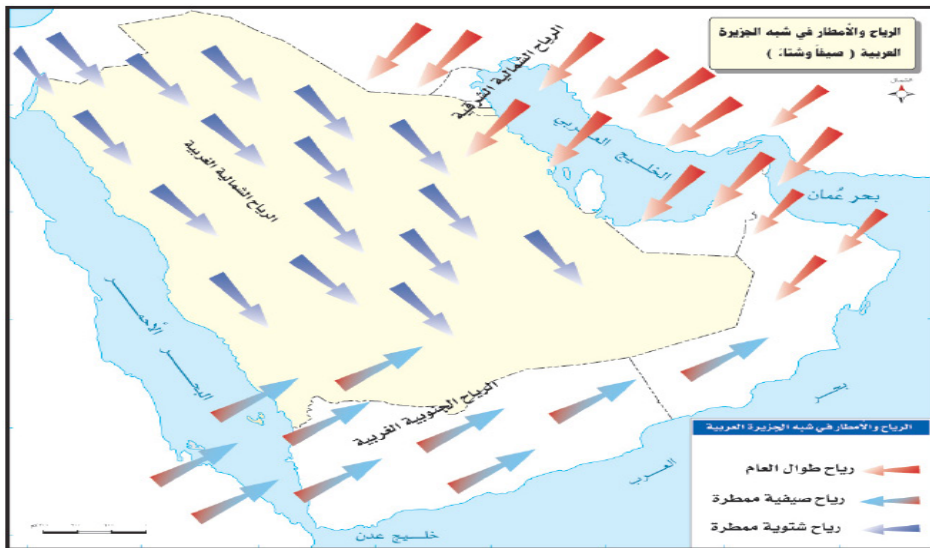 الرياح والأمطار في شبه الجزيرة
العربية ( صيفاً وشتاءً )
الشمال
الرياح الشمالية الشرقية
الخليج العربي
الرياح الشمالية الغربية
بحر عُمان
البحر الأحمر
الرياح الجنوبية الغربية
بحر
العرب
خليج عدن
الرياح والأمطار في شبه الجزيرة العربية
رياح طوال العام
رياح صيفية ممطرة
رياح شتوية ممطرة